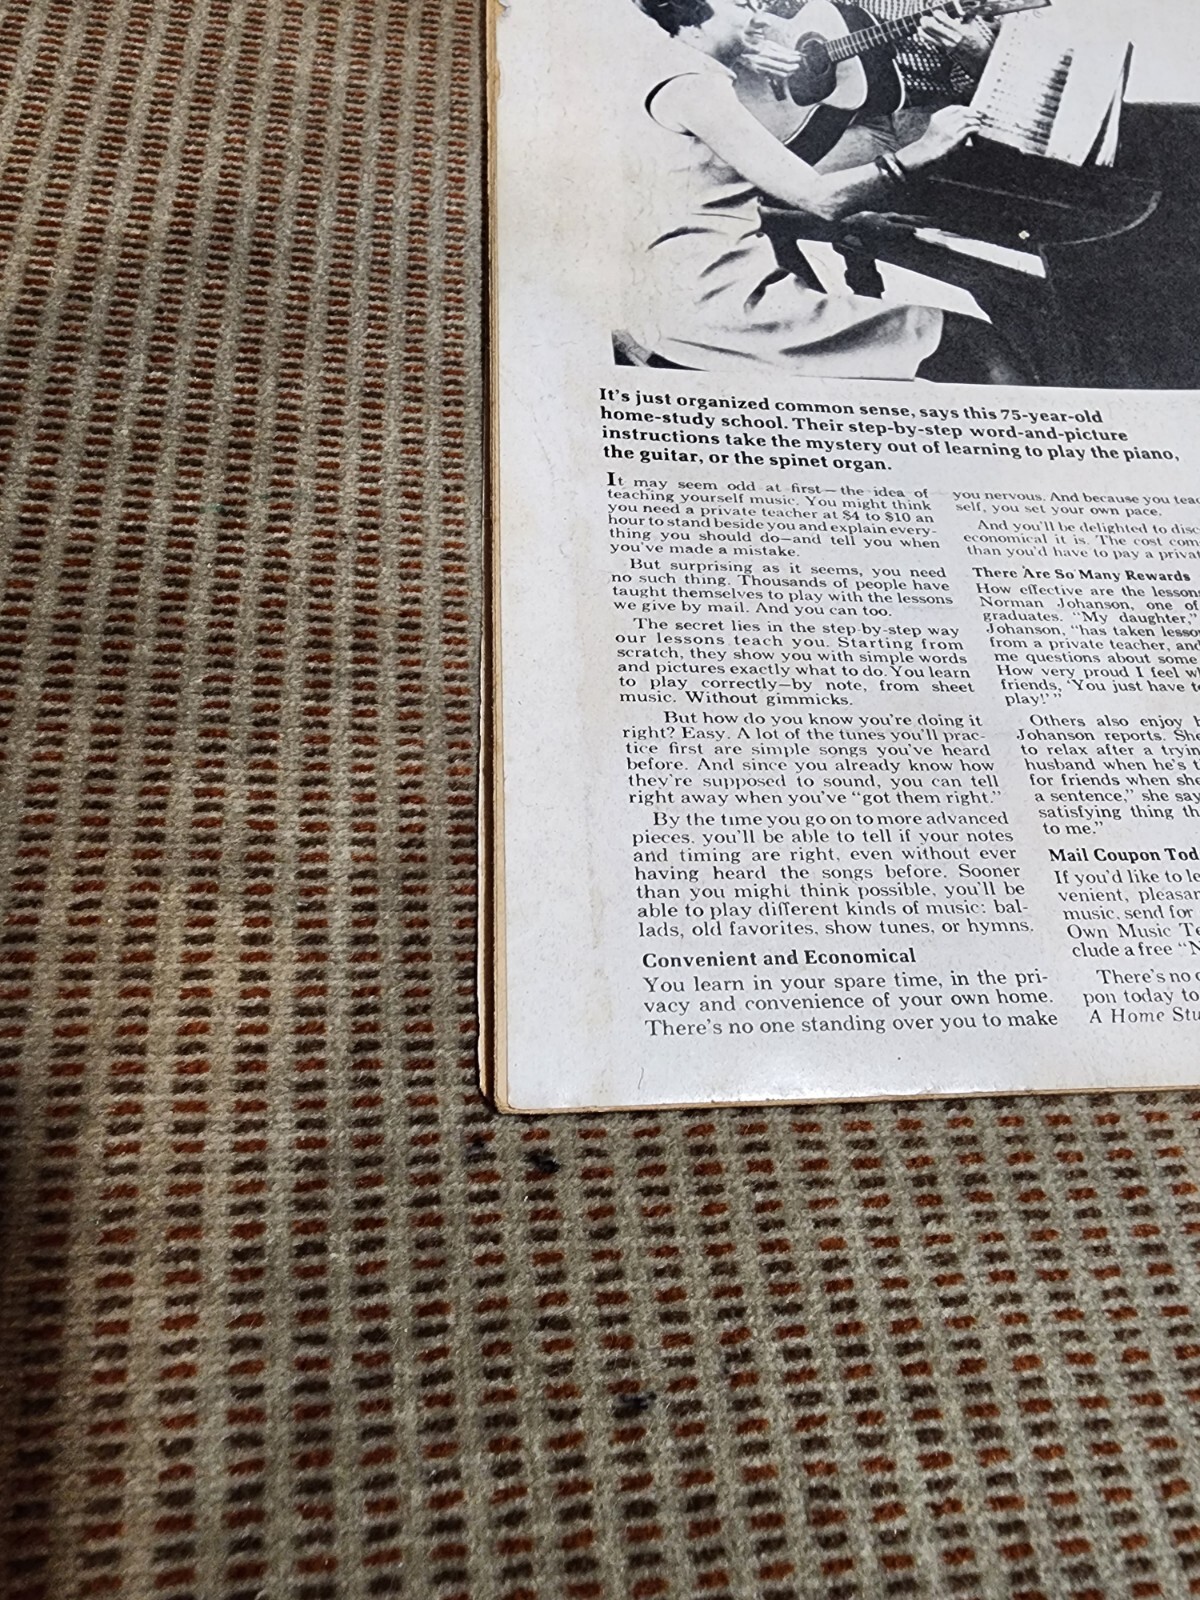 It's just organized common sense, says this 75-year-old
home-study school. Their step-by-step word-and-picture
instructions take the mystery out of learning to play the piano,
the guitar, or the spinet organ.
It may seem odd at first—the idea of
teaching yourself music. You might think
you need a private teacher at $4 to $10 an
hour to stand beside you and explain every-
thing you should do—and tell you when
you've made a mistake.
But surprising as it seems, you need
no such thing. Thousands of people have
taught themselves to play with the lessons
we give by mail. And you can too.
The secret lies in the step-by-step way
our lessons teach you. Starting from
scratch, they show you with simple words
and pictures exactly what to do. You learn
to play correctly—by note, from sheet
music. Without gimmicks.
But how do you know you're doing it
right? Easy. A lot of the tunes you'll prac-
tice first are simple songs you've heard
before. And since you already know how
they're supposed to sound, you can tell
right away when you've “got them right.”
By the time you go on to more advanced
pieces, you'll be able to tell if your notes
and timing are right, even without ever
having heard the songs before. Sooner
than you might think possible, you'll be
able to play different kinds of music: bal-
lads, old favorites, show tunes, or hymns.
Convenient and Economical
You learn in your spare time, in the pri-
vacy and convenience of your own home.
There's no one standing over you to make
you nervous. And because you teac
self, you set your own pace.
And you'll be delighted to disc
economical it is. The cost com
than you'd have to pay a priva
There Are So Many Rewards
How effective are the lessons
Norman Johanson, one of
graduates. “My daughter,”
Johanson, “has taken lesso
from a private teacher, and
me questions about some
How very proud I feel w
friends, ‘You just have t
play!’ ”
Others also enjoy h
Johanson reports. She
to relax after a tryin
husband when he's t
for friends when she
a sentence,” she say
satisfying thing th
to me.”
Mail Coupon Tod
If you'd like to le
venient, pleasan
music, send for
Own Music Te
clude a free “N
There's no o
pon today to
A Home Stu